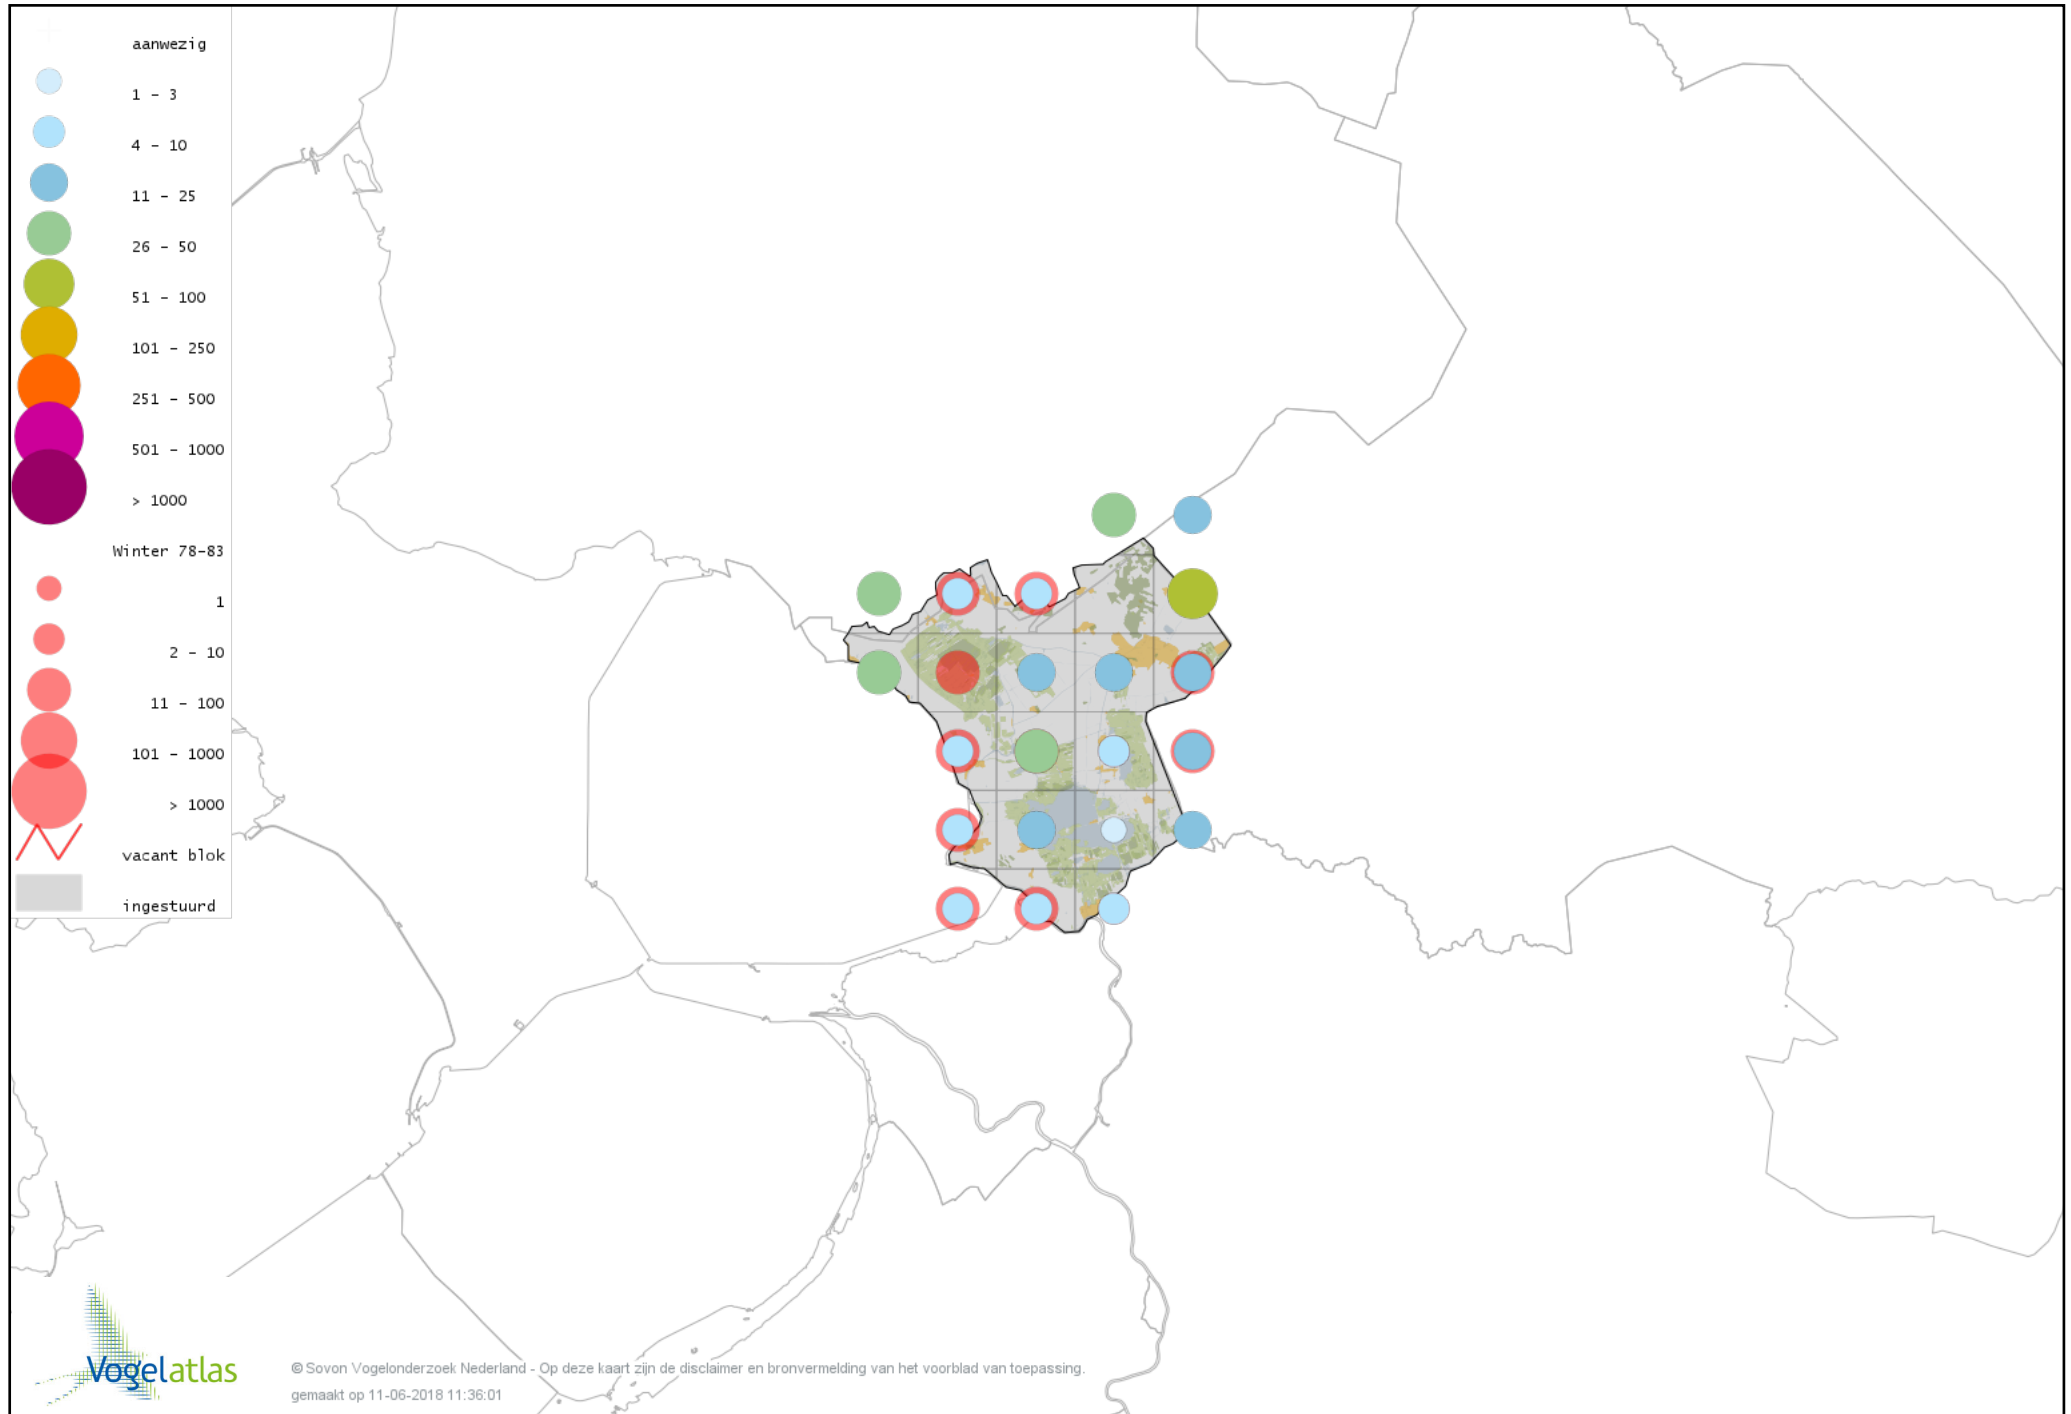 aanwezig
1 - 3
4 - 10
11 - 25
26 - 50
51 - 100
101 - 250
251 - 500
501 - 1000
> 1000
Winter 78-83
1
2 - 10
11 - 100
101 - 1000
> 1000
vacant blok
ingestuurd
Vogelatlas
© Sovon Vogelonderzoek Nederland - Op deze kaart zijn de disclaimer en bronvermelding van het voorblad van toepassing.
gemaakt op 11-06-2018 11:36:01